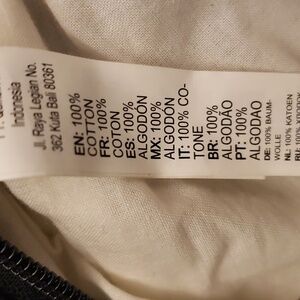 Indonesia
Jl. Raya Legian No.
362 Kuta Bali 80361
EN: 100%
COTTON
FR: 100%
COTON
ES: 100%
ALGODÓN
MX: 100%
ALGODÓN
IT: 100% CO-
TONE
BR: 100%
ALGODÃO
PT: 100%
ALGODÃO
DE: 100% BAUM-
WOLLE
NL: 100% KATOEN
RU: 100%